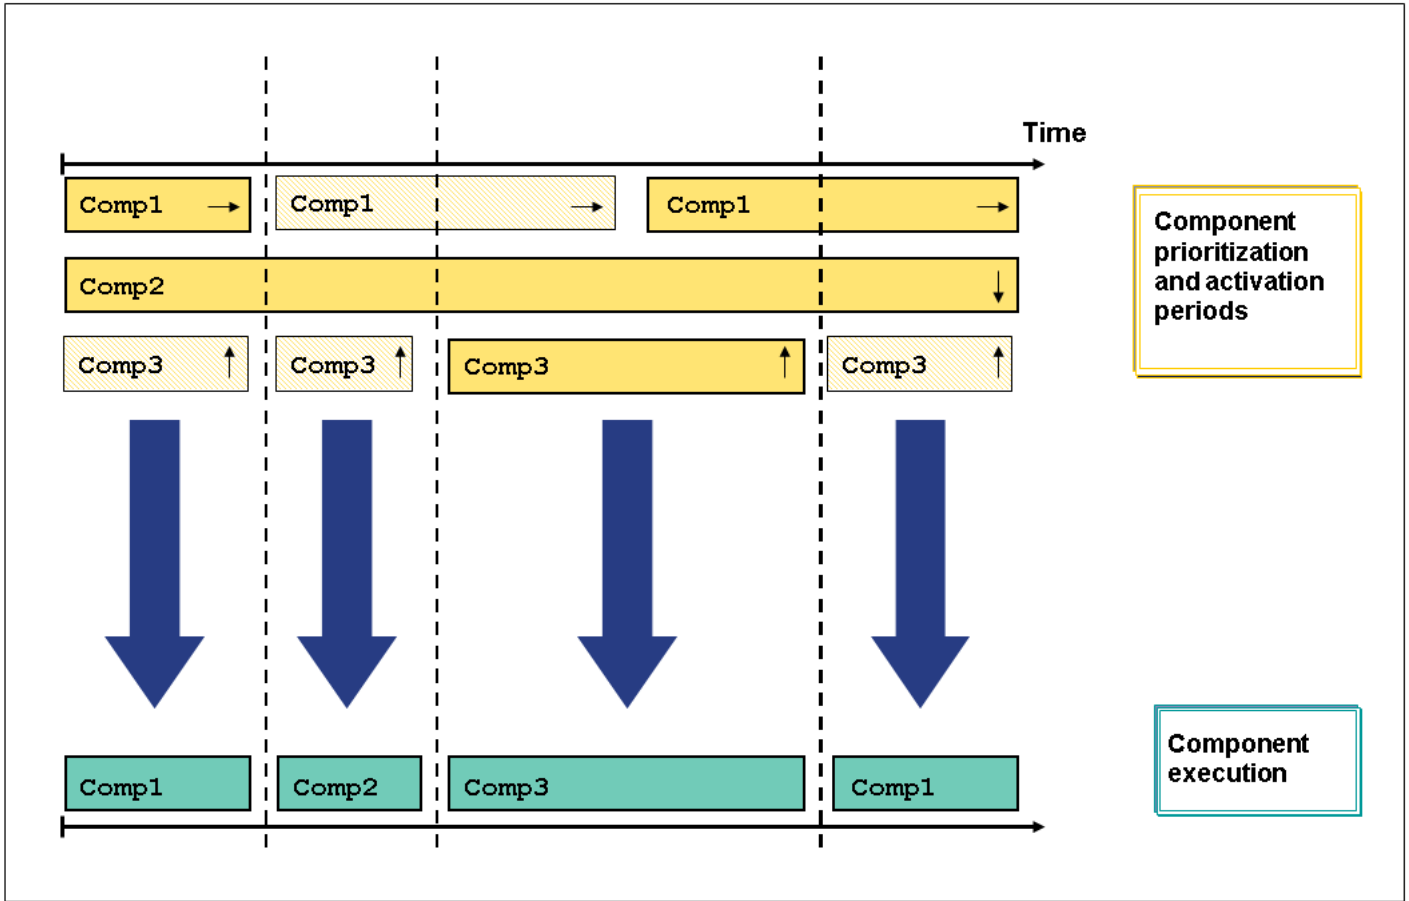 Time
Comp1
Comp1
Comp1
Comp2
Comp3
Comp3
Comp3
Comp3
Component
prioritization
and activation
periods
Comp1
Comp2
Comp3
Comp1
Component
execution